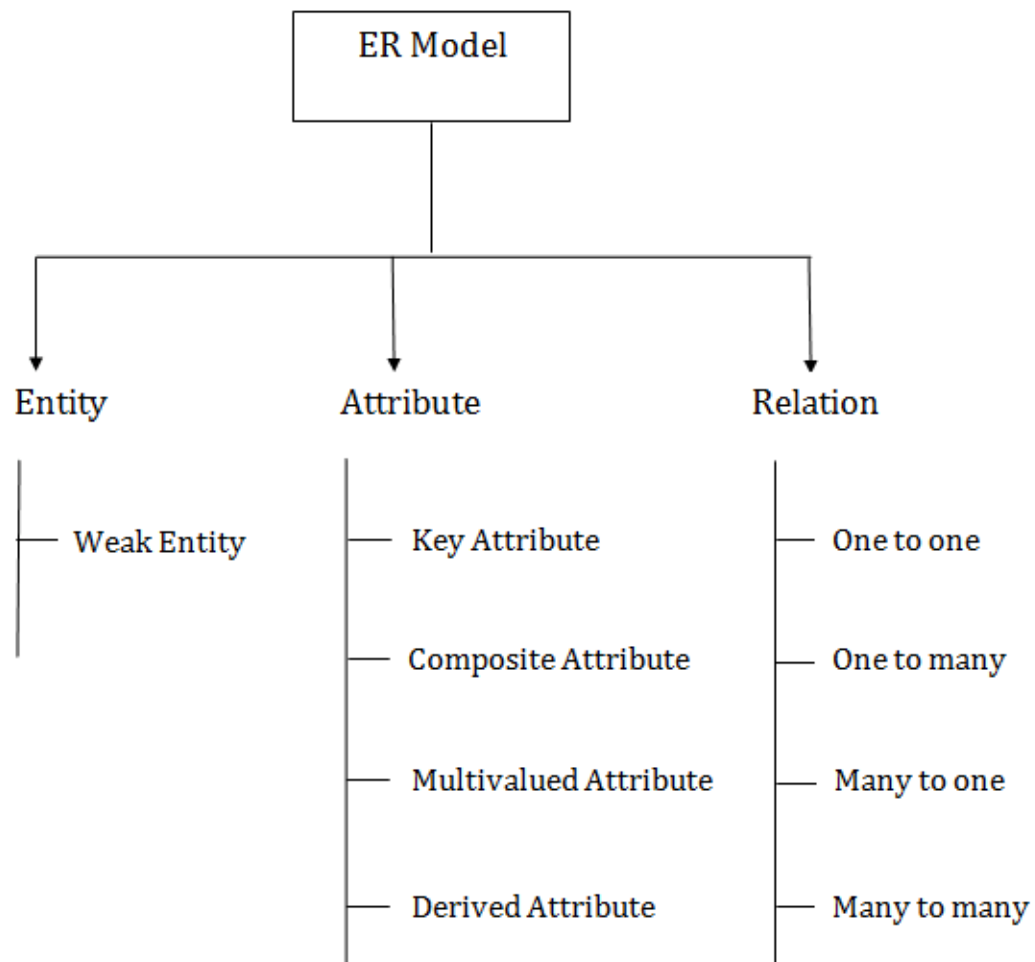 ER Model
Entity
Attribute
Relation
Weak Entity
Key Attribute
One to one
Composite Attribute
One to many
Multivalued Attribute
Many to one
Derived Attribute
Many to many